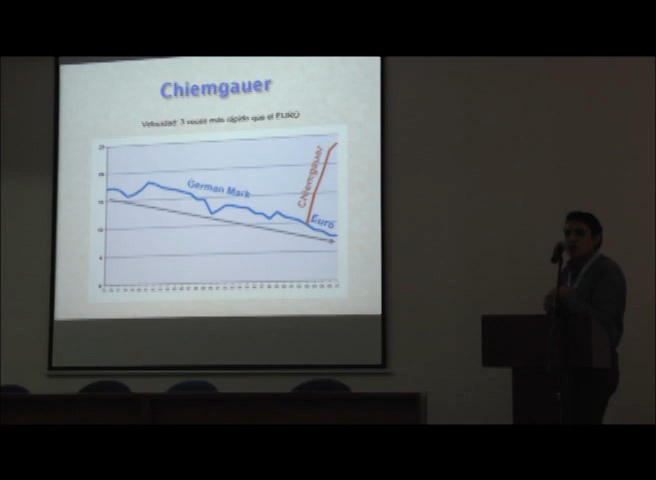 Chiemgauer
Velocidad: 3 veces más rápido que el EURO
German Mark
Chiemgauer
Euro